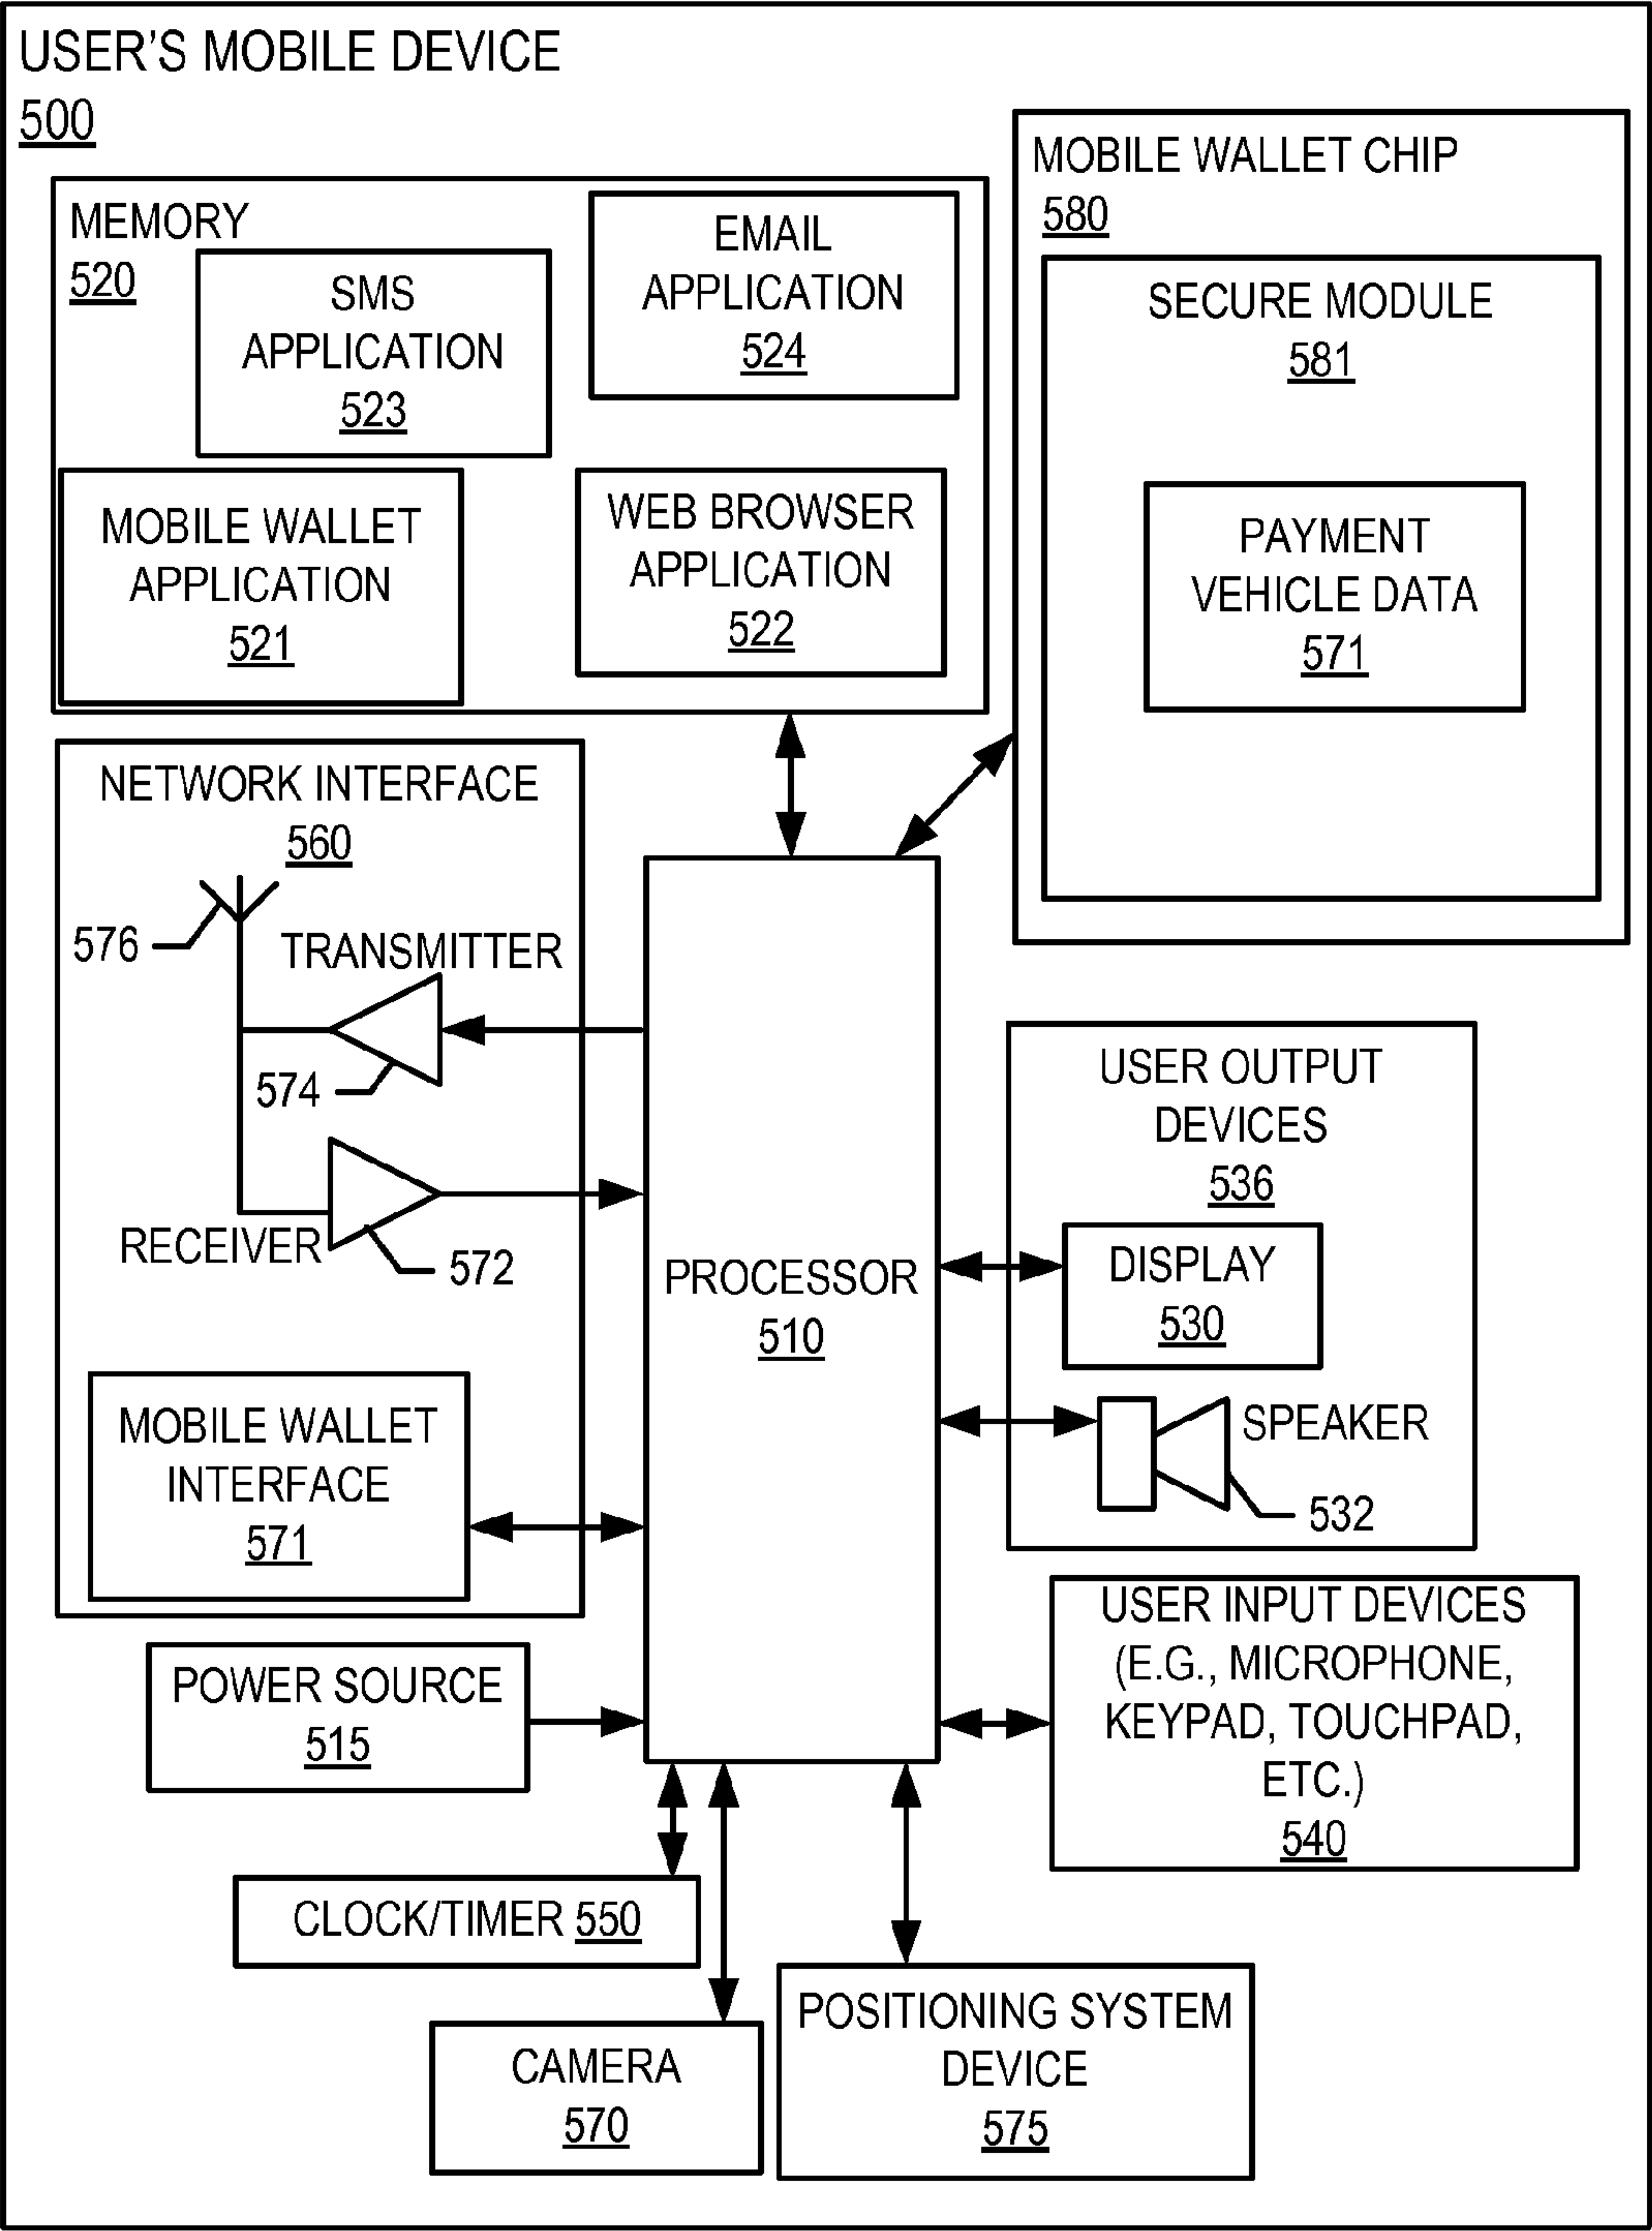 USER'S MOBILE DEVICE
500
MEMORY
520
SMS
APPLICATION
523
EMAIL
APPLICATION
524
MOBILE WALLET
APPLICATION
521
WEB BROWSER
APPLICATION
522
MOBILE WALLET CHIP
580
SECURE MODULE
581
PAYMENT
VEHICLE DATA
571
NETWORK INTERFACE
560
576
TRANSMITTER
574
RECEIVER
572
MOBILE WALLET
INTERFACE
571
PROCESSOR
510
USER OUTPUT
DEVICES
536
DISPLAY
530
SPEAKER
532
POWER SOURCE
515
USER INPUT DEVICES
(E.G., MICROPHONE,
KEYPAD, TOUCHPAD,
ETC.)
540
CLOCK/TIMER 550
CAMERA
570
POSITIONING SYSTEM
DEVICE
575